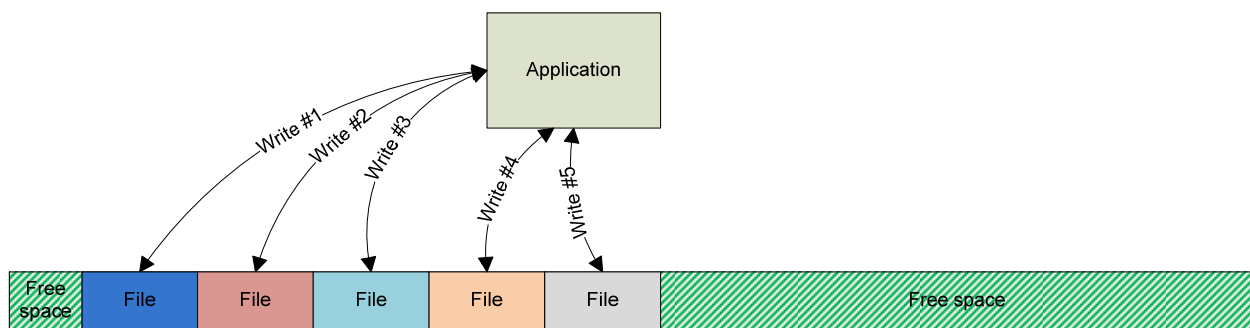 Application
Write #1
Write #2
Write #3
Write #4
Write #5
Free
space
File
File
File
File
File
Free space